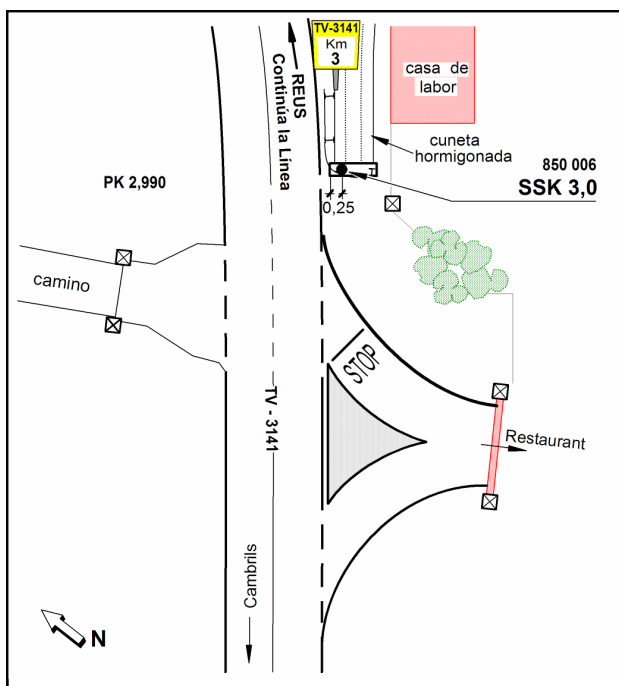 TV-3141
Km
3
REUS
Continúa la Línea
casa de
labor
cuneta
hormigonada
850 006
SSK 3,0
PK 2,990
0,25
camino
STOP
TV - 3141
Restaurant
Cambrils
N